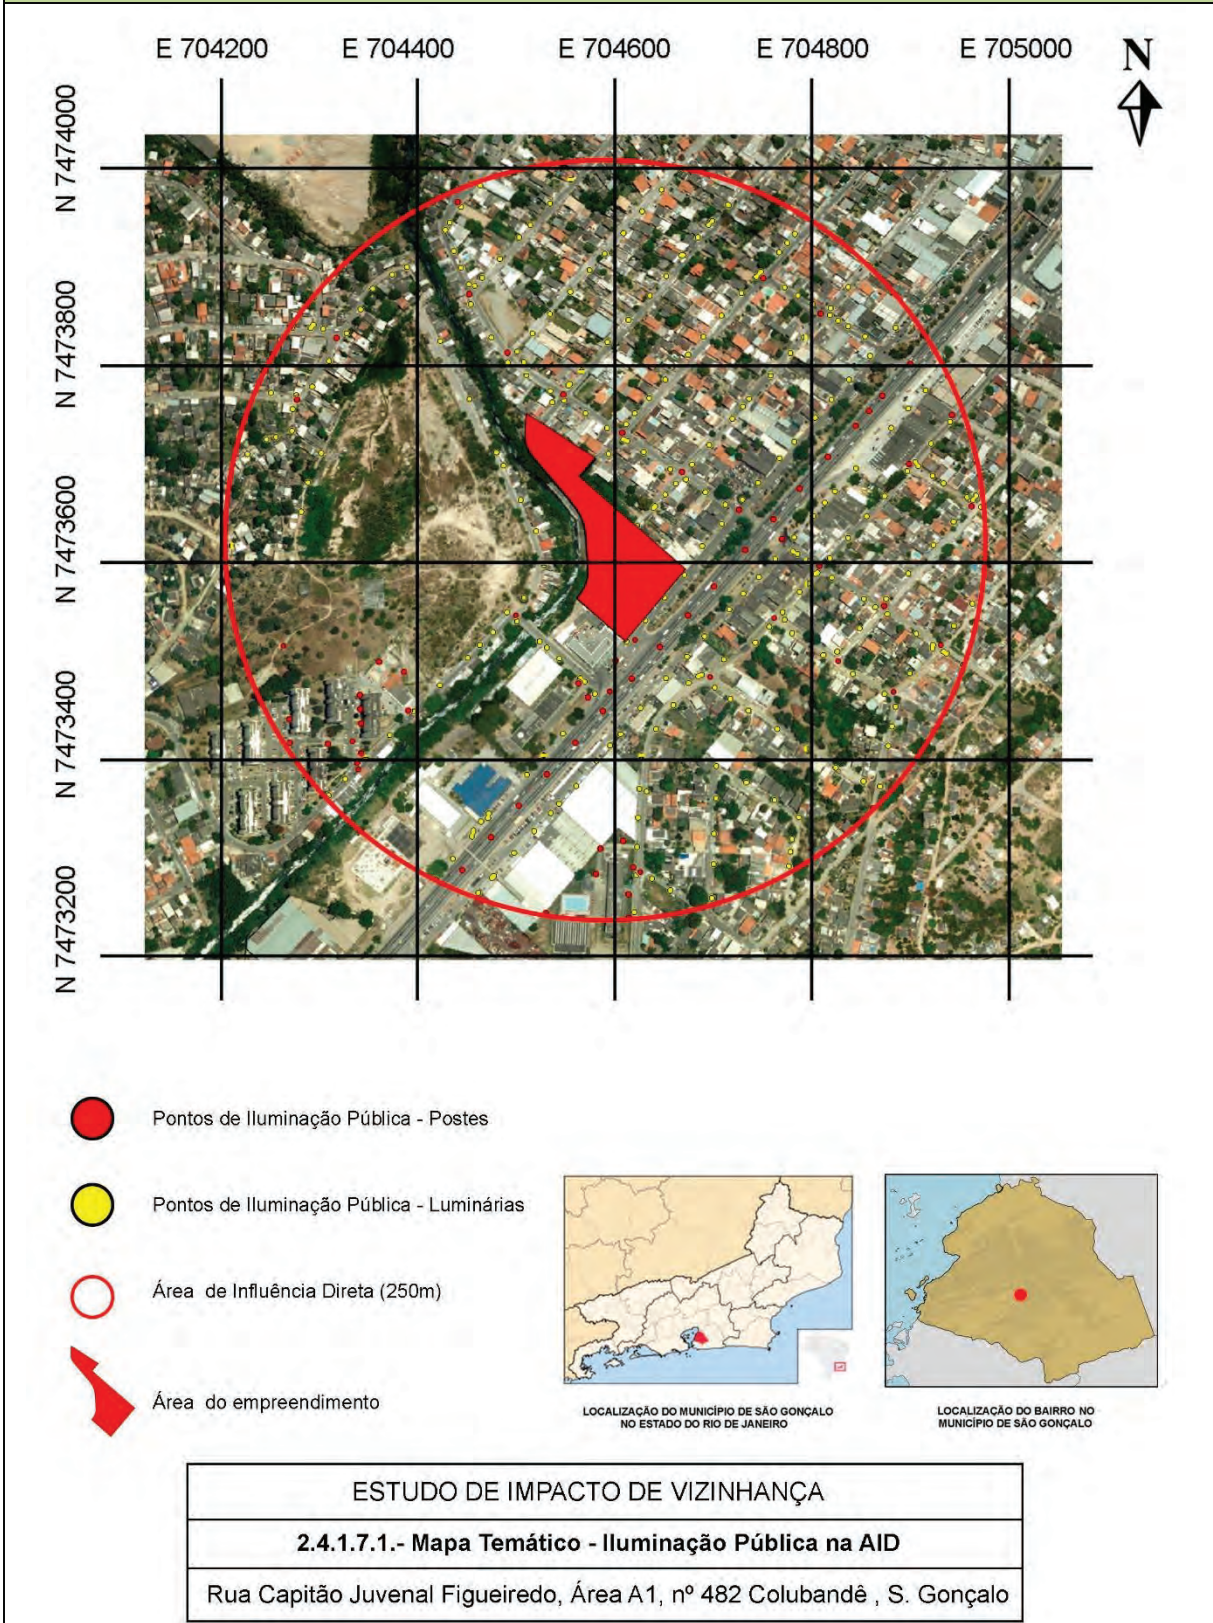 E 704200 E 704400 E 704600 E 704800 E 705000
N
N 7474000
N 7473800
N 7473600
N 7473400
N 7473200
Pontos de Iluminação Pública - Postes
Pontos de Iluminação Pública - Luminárias
Área de Influência Direta (250m)
Área do empreendimento
LOCALIZAÇÃO DO MUNICÍPIO DE SÃO GONÇALO
NO ESTADO DO RIO DE JANEIRO
LOCALIZAÇÃO DO BAIRRO NO
MUNICÍPIO DE SÃO GONÇALO
ESTUDO DE IMPACTO DE VIZINHANÇA
2.4.1.7.1.- Mapa Temático - Iluminação Pública na AID
Rua Capitão Juvenal Figueiredo, Área A1, nº 482 Colubandê , S. Gonçalo